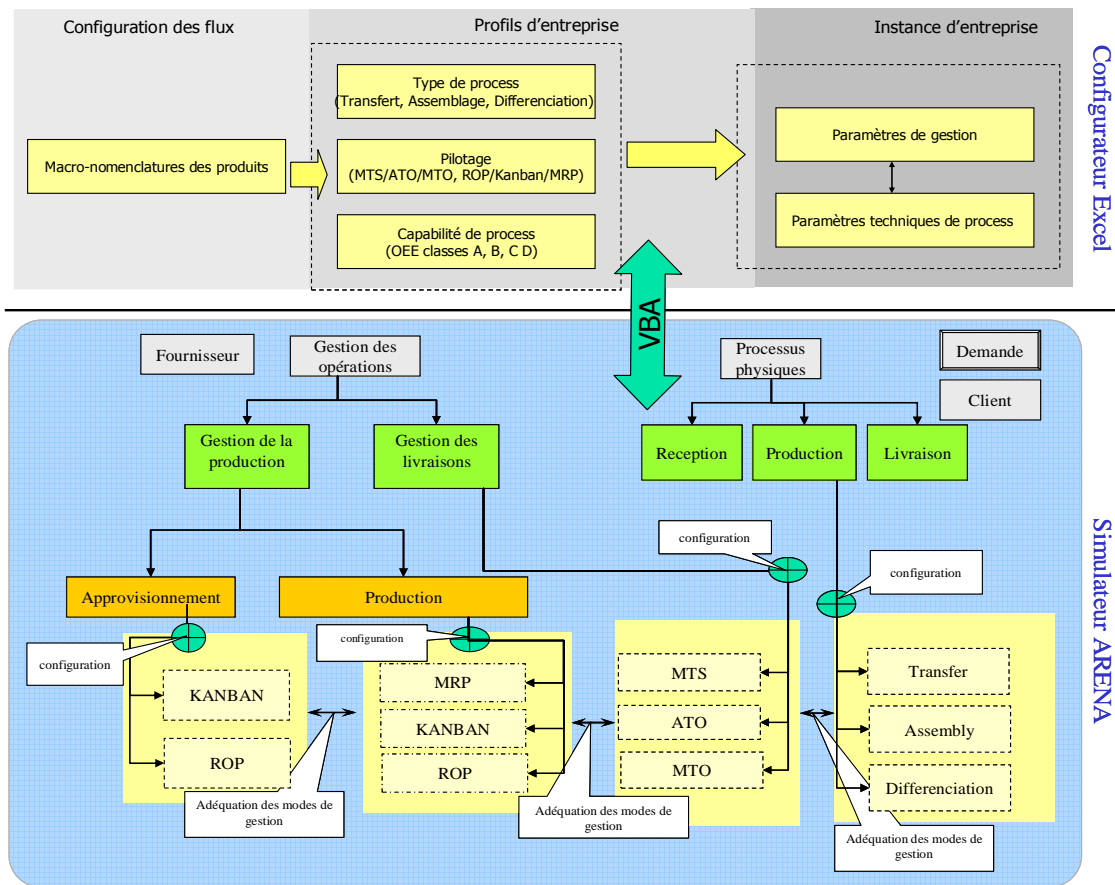 Configuration des flux
Profils d'entreprise
Instance d'entreprise
Type de process
(Transfert, Assemblage, Differenciation)
Macro-nomenclatures des produits
Pilotage
(MTS/ATO/MTO, ROP/Kanban/MRP)
Capabilité de process
(OEE classes A, B, C D)
Paramètres de gestion
Paramètres techniques de process
Configurateur Excel
VBA
Fournisseur
Gestion des
opérations
Processus
physiques
Demande
Client
Gestion de la
production
Gestion des
livraisons
Reception
Production
Livraison
configuration
configuration
Approvisionnement
Production
configuration
configuration
KANBAN
ROP
MRP
KANBAN
ROP
MTS
ATO
MTO
Transfer
Assembly
Differenciation
Adéquation des modes de
gestion
Adéquation des modes de
gestion
Adéquation des modes de
gestion
Simulateur ARENA